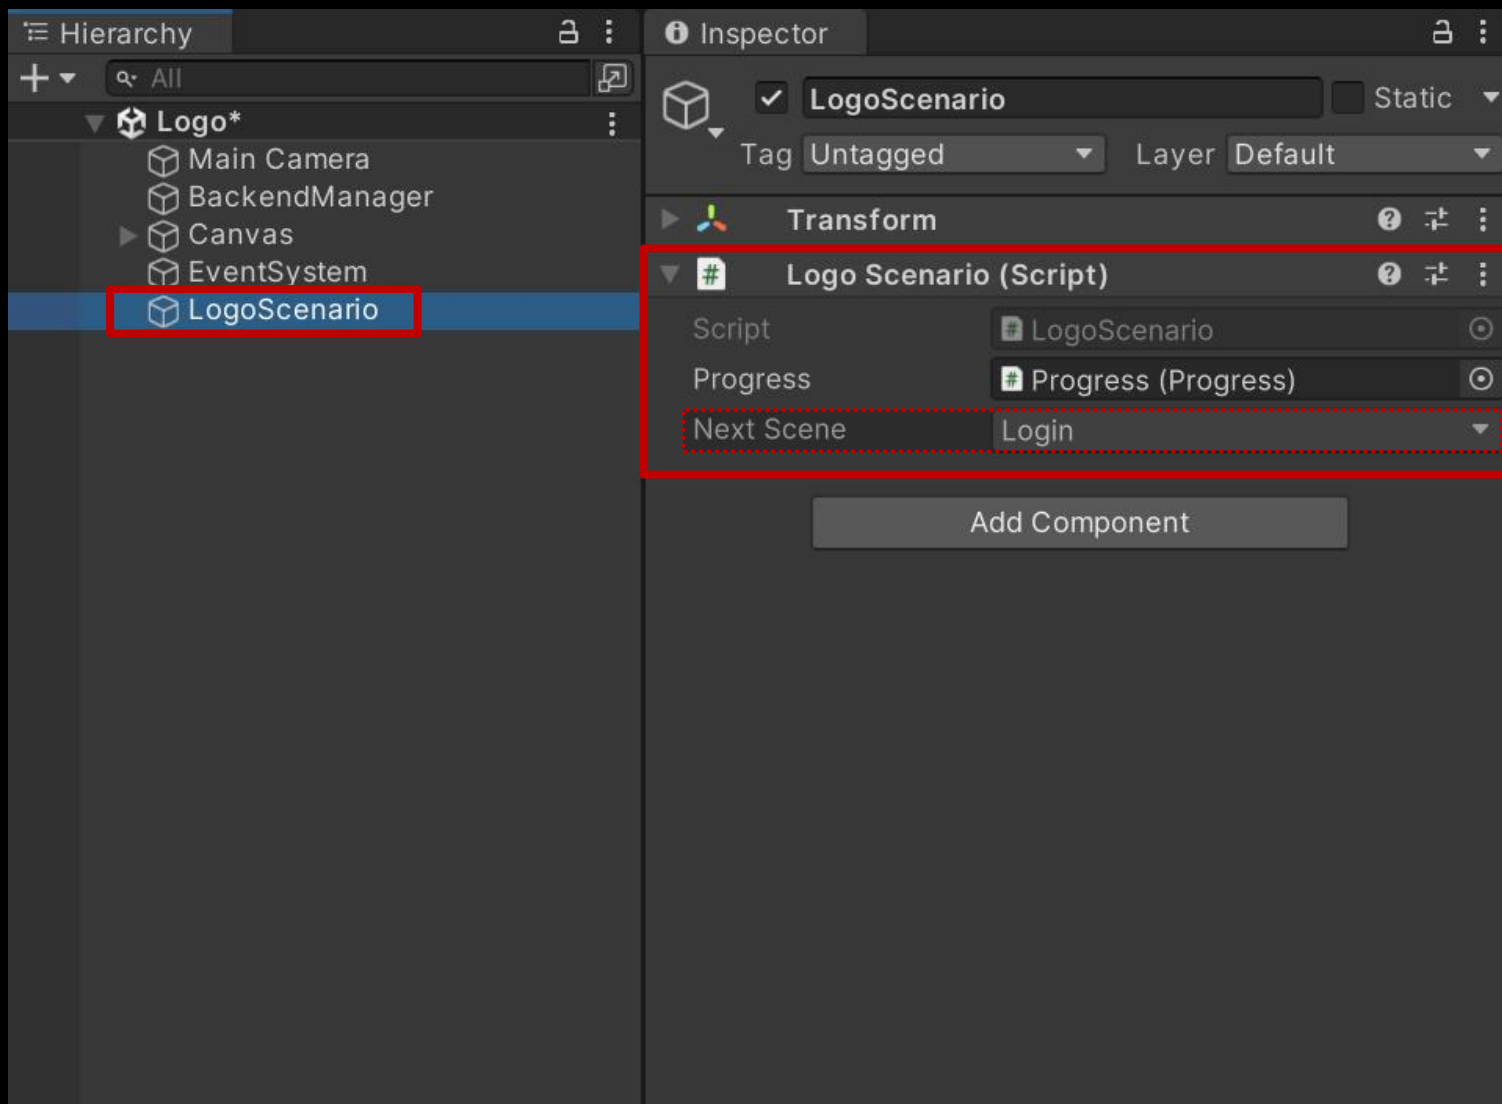 Hierarchy
All
Logo*
Main Camera
BackendManager
Canvas
EventSystem
LogoScenario
Inspector
LogoScenario
Static
Tag Untagged Layer Default
Transform
# Logo Scenario (Script)
Script # LogoScenario
Progress # Progress (Progress)
Next Scene Login
Add Component